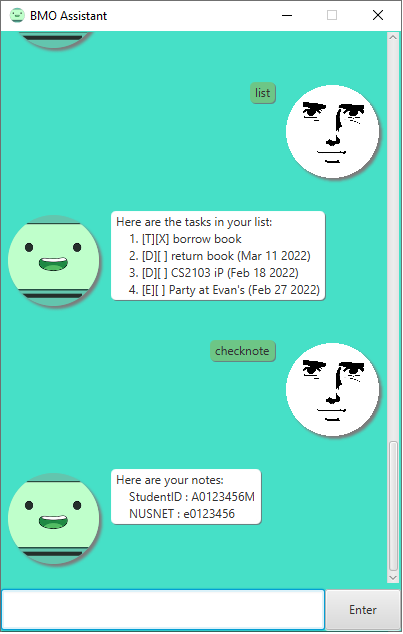 BMO Assistant
list
Here are the tasks in your list:
1. [T][X] borrow book
2. [D][ ] return book (Mar 11 2022)
3. [D][ ] CS2103 iP (Feb 18 2022)
4. [E][ ] Party at Evan's (Feb 27 2022)
checknote
Here are your notes:
StudentID : A0123456M
NUSNET : e0123456
Enter